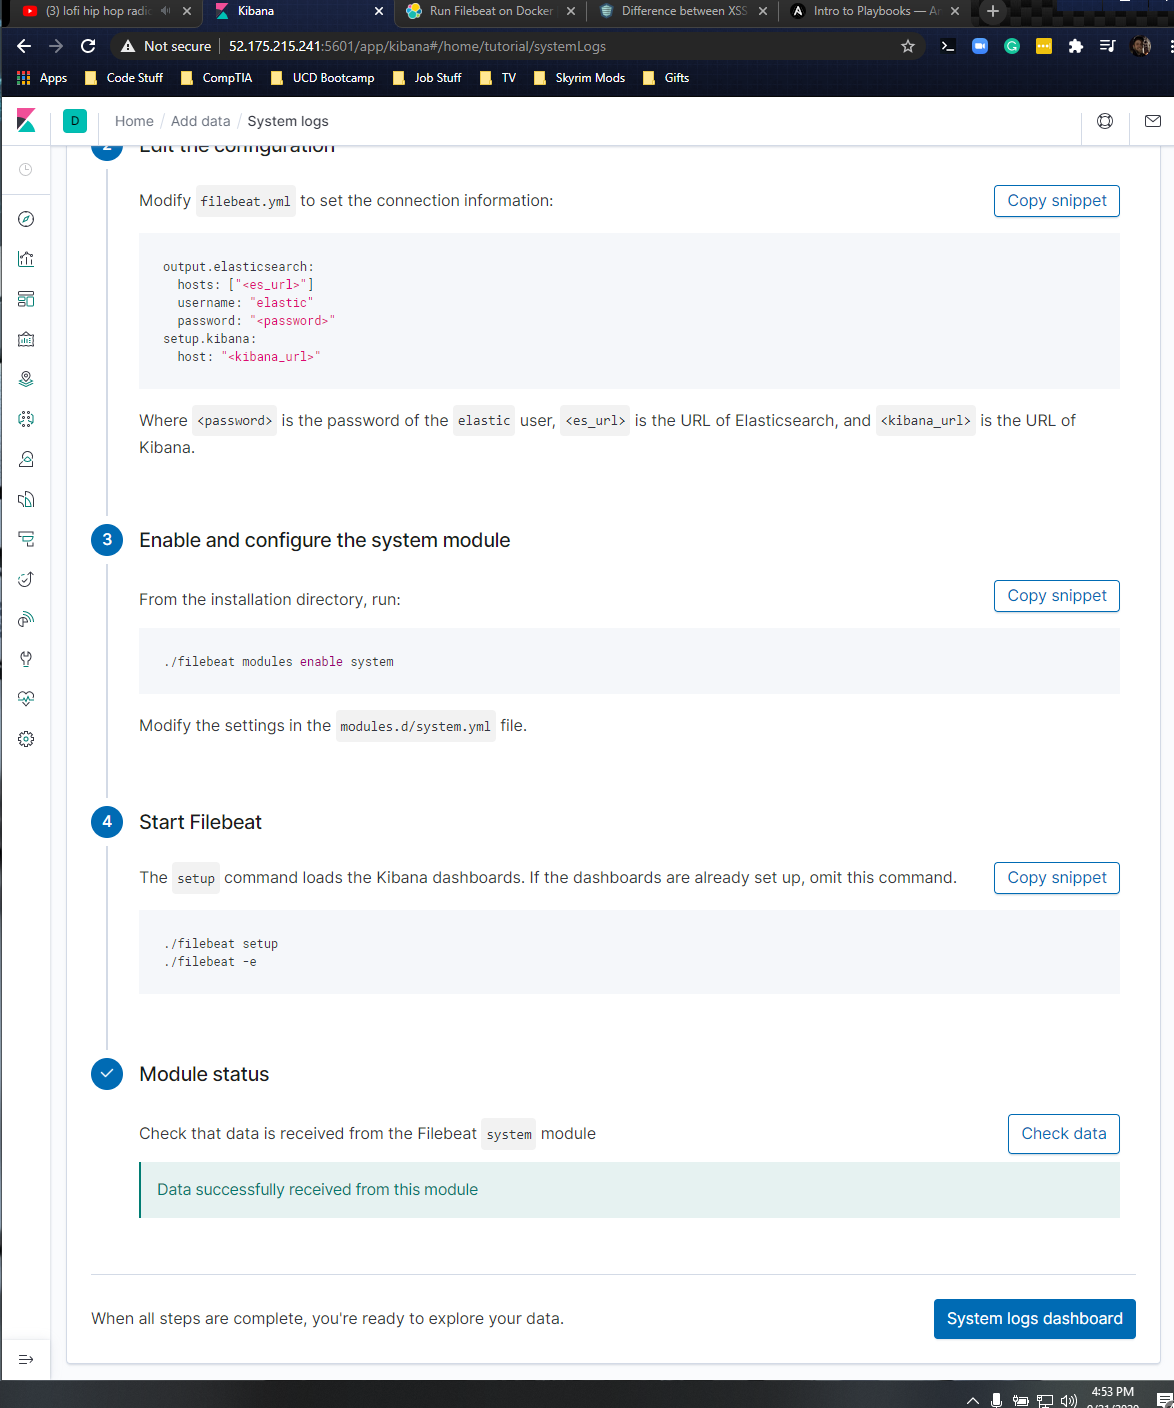 (3) lofi hip hop radio
Kibana
Run Filebeat on Docker
Difference between XSS
Intro to Playbooks — An
Not secure
52.175.215.241:5601/app/kibana#/home/tutorial/systemLogs
Apps
Code Stuff
CompTIA
UCD Bootcamp
Job Stuff
TV
Skyrim Mods
Gifts
D
Home / Add data / System logs
2
Edit the configuration
Modify filebeat.yml to set the connection information:
Copy snippet
output.elasticsearch:
hosts: ["<es_url>"]
username: "elastic"
password: "<password>"
setup.kibana:
host: "<kibana_url>"
Where <password> is the password of the elastic user, <es_url> is the URL of Elasticsearch, and <kibana_url> is the URL of
Kibana.
3
Enable and configure the system module
From the installation directory, run:
Copy snippet
./filebeat modules enable system
Modify the settings in the modules.d/system.yml file.
4
Start Filebeat
The setup command loads the Kibana dashboards. If the dashboards are already set up, omit this command.
Copy snippet
./filebeat setup
./filebeat -e
Module status
Check that data is received from the Filebeat system module
Check data
Data successfully received from this module
When all steps are complete, you're ready to explore your data.
System logs dashboard
4:53 PM